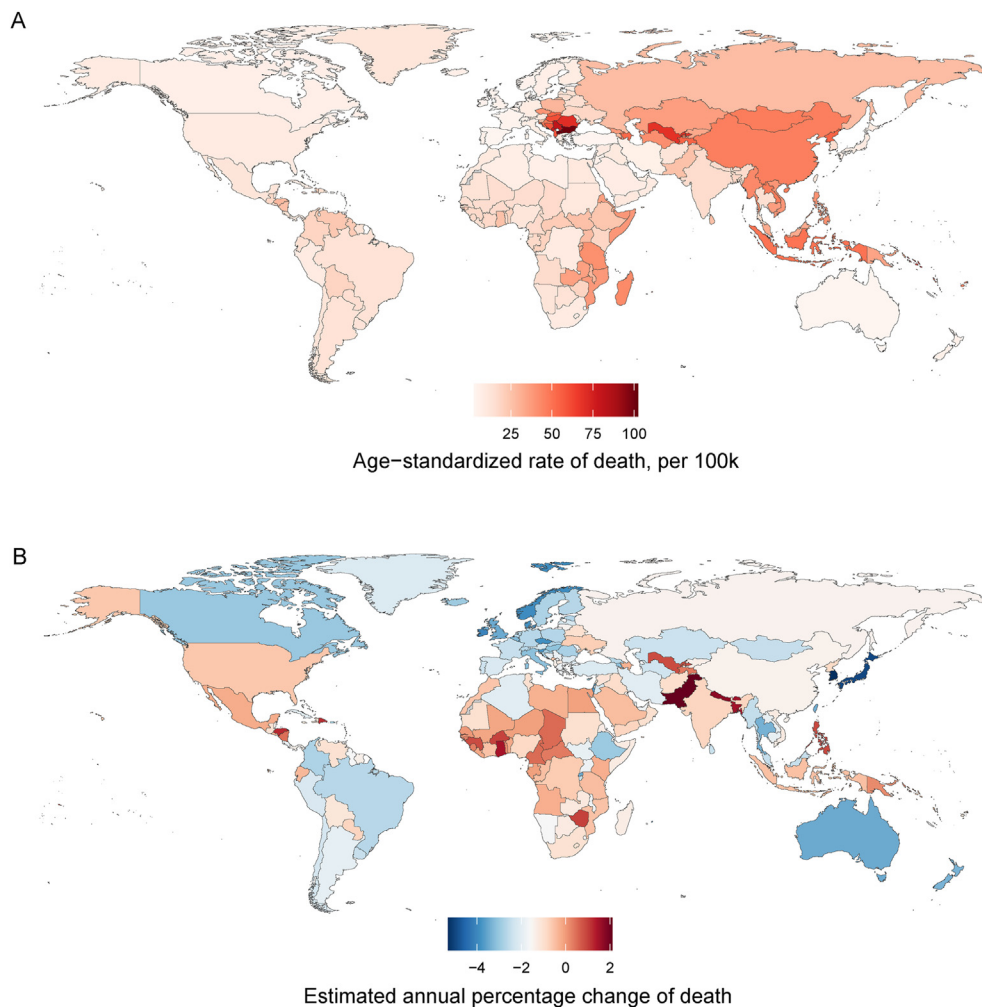 A
25 50 75 100
Age−standardized rate of death, per 100k
B
−4 −2 0 2
Estimated annual percentage change of death